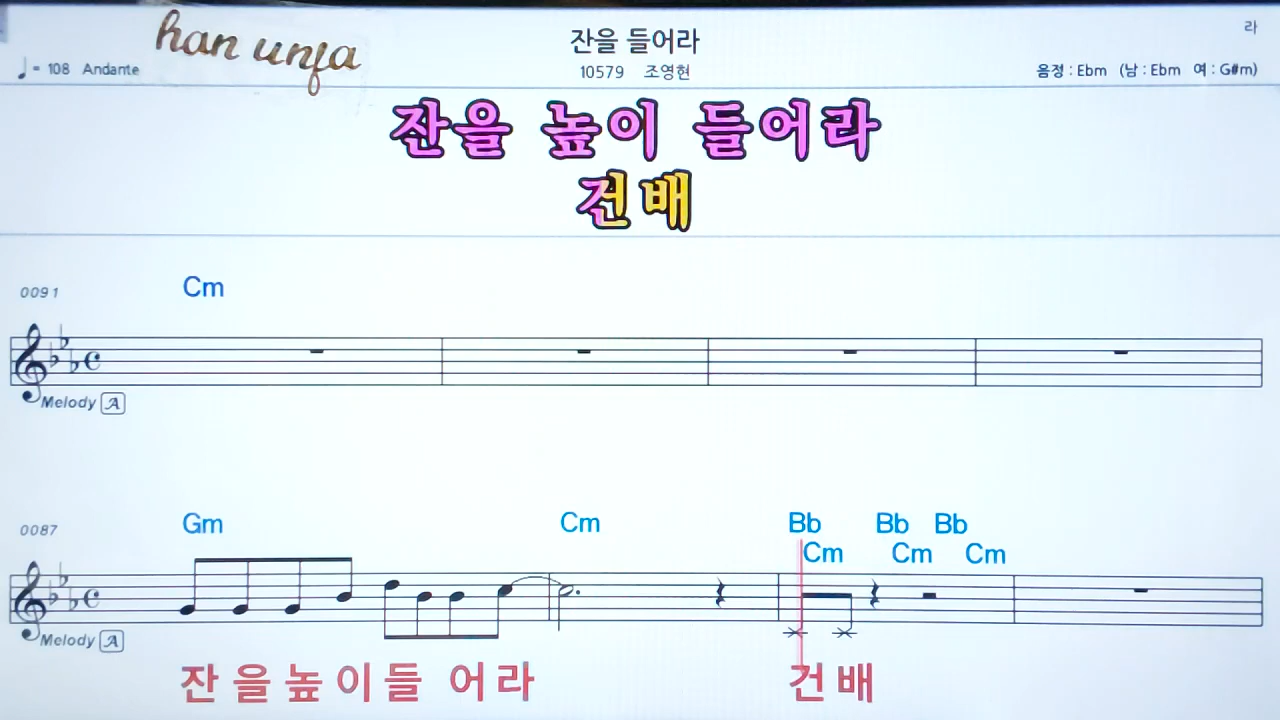 han unja
잔을 들어라
라
♩= 108 Andante
10579 조영현
음정 : Ebm (남 : Ebm 여 : G#m)
잔을 높이 들어라
건배
0091
Cm
Melody A
0087
Gm Cm Bb Bb Bb
Cm Cm Cm
Melody A
잔을높이들 어라 건배